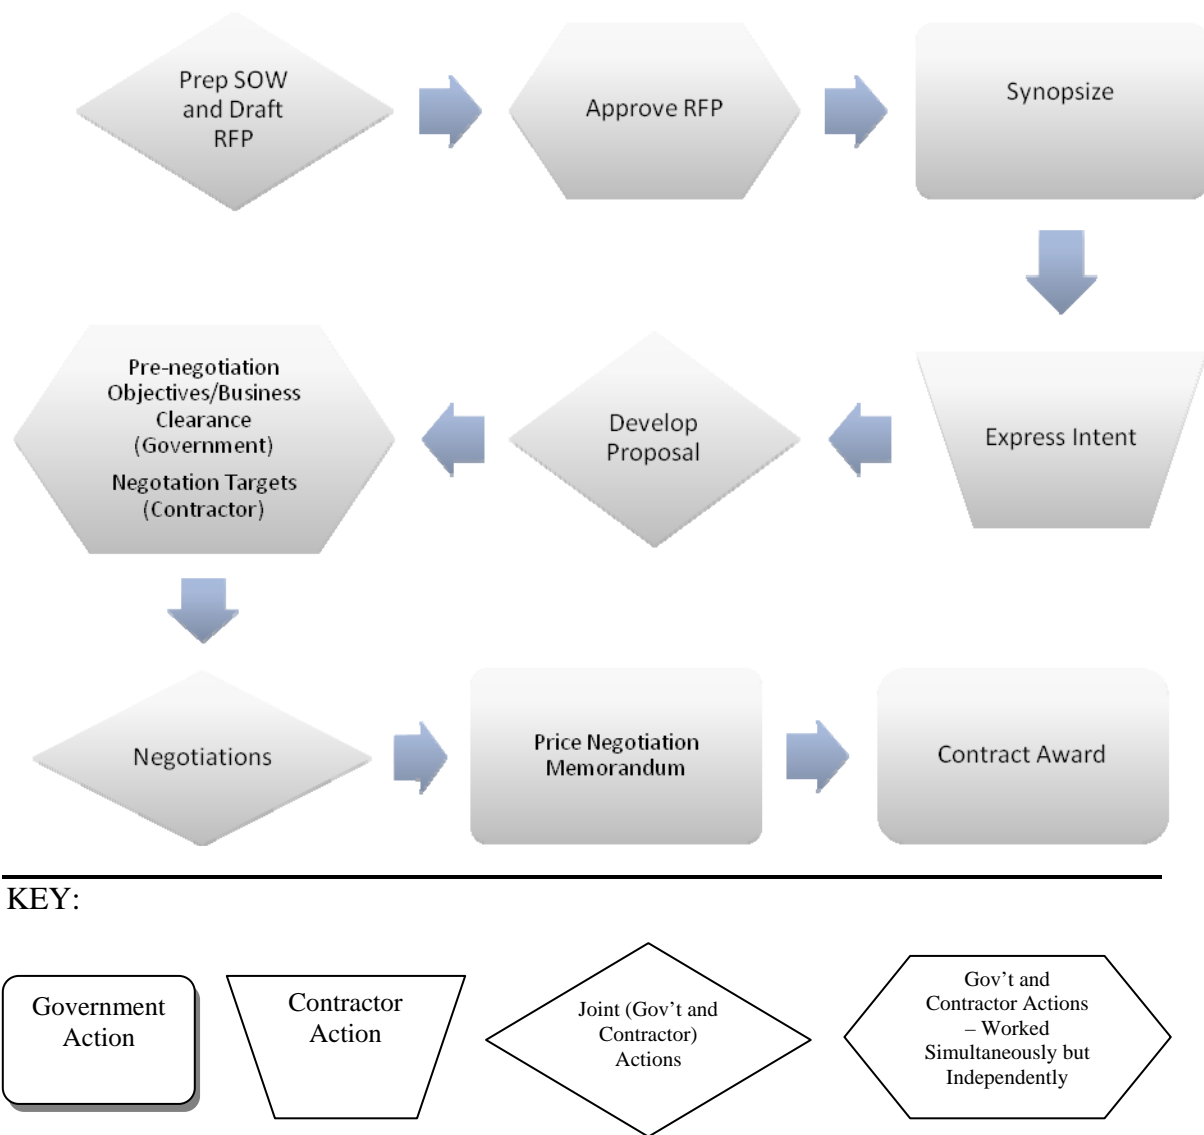 Prep SOW
and Draft
RFP
Approve RFP
Synopsize
Express Intent
Develop
Proposal
Pre-negotiation
Objectives/Business
Clearance
(Government)
Negotation Targets
(Contractor)
Negotiations
Price Negotiation
Memorandum
Contract Award
KEY:
Government
Action
Contractor
Action
Joint (Gov't and
Contractor)
Actions
Gov't and
Contractor Actions
– Worked
Simultaneously but
Independently